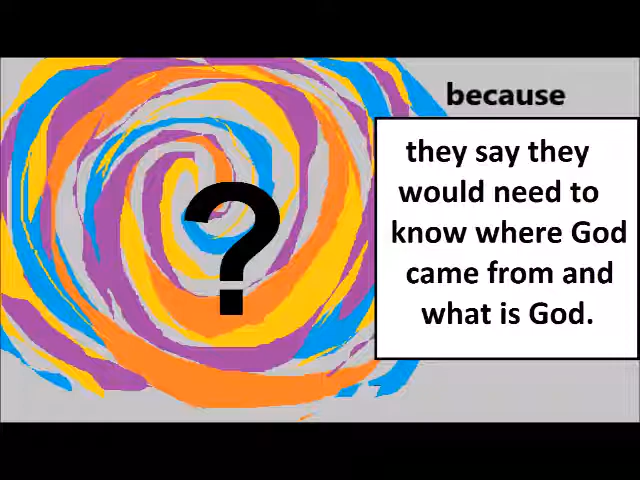 because
they say they
would need to
know where God
came from and
what is God.
?